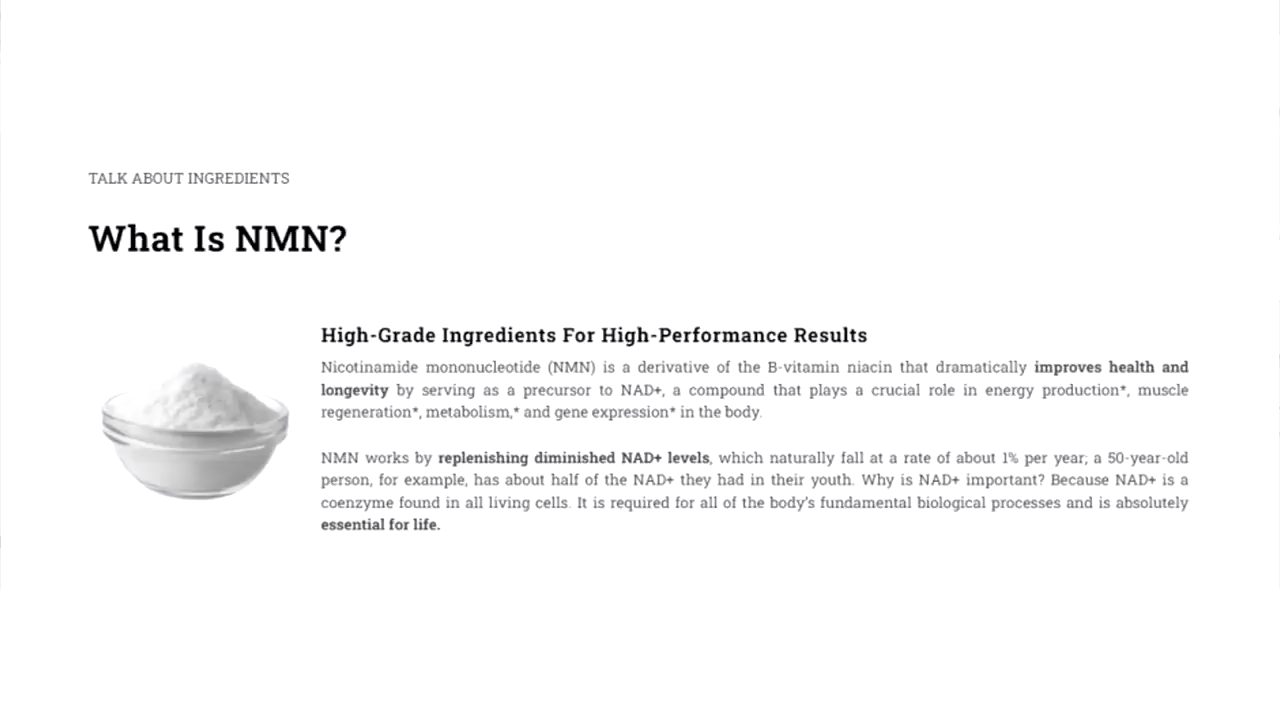 TALK ABOUT INGREDIENTS
What Is NMN?
High-Grade Ingredients For High-Performance Results
Nicotinamide mononucleotide (NMN) is a derivative of the B-vitamin niacin that dramatically improves health and
longevity by serving as a precursor to NAD+, a compound that plays a crucial role in energy production*, muscle
regeneration*, metabolism,* and gene expression* in the body.
NMN works by replenishing diminished NAD+ levels, which naturally fall at a rate of about 1% per year; a 50-year-old
person, for example, has about half of the NAD+ they had in their youth. Why is NAD+ important? Because NAD+ is a
coenzyme found in all living cells. It is required for all of the body's fundamental biological processes and is absolutely
essential for life.